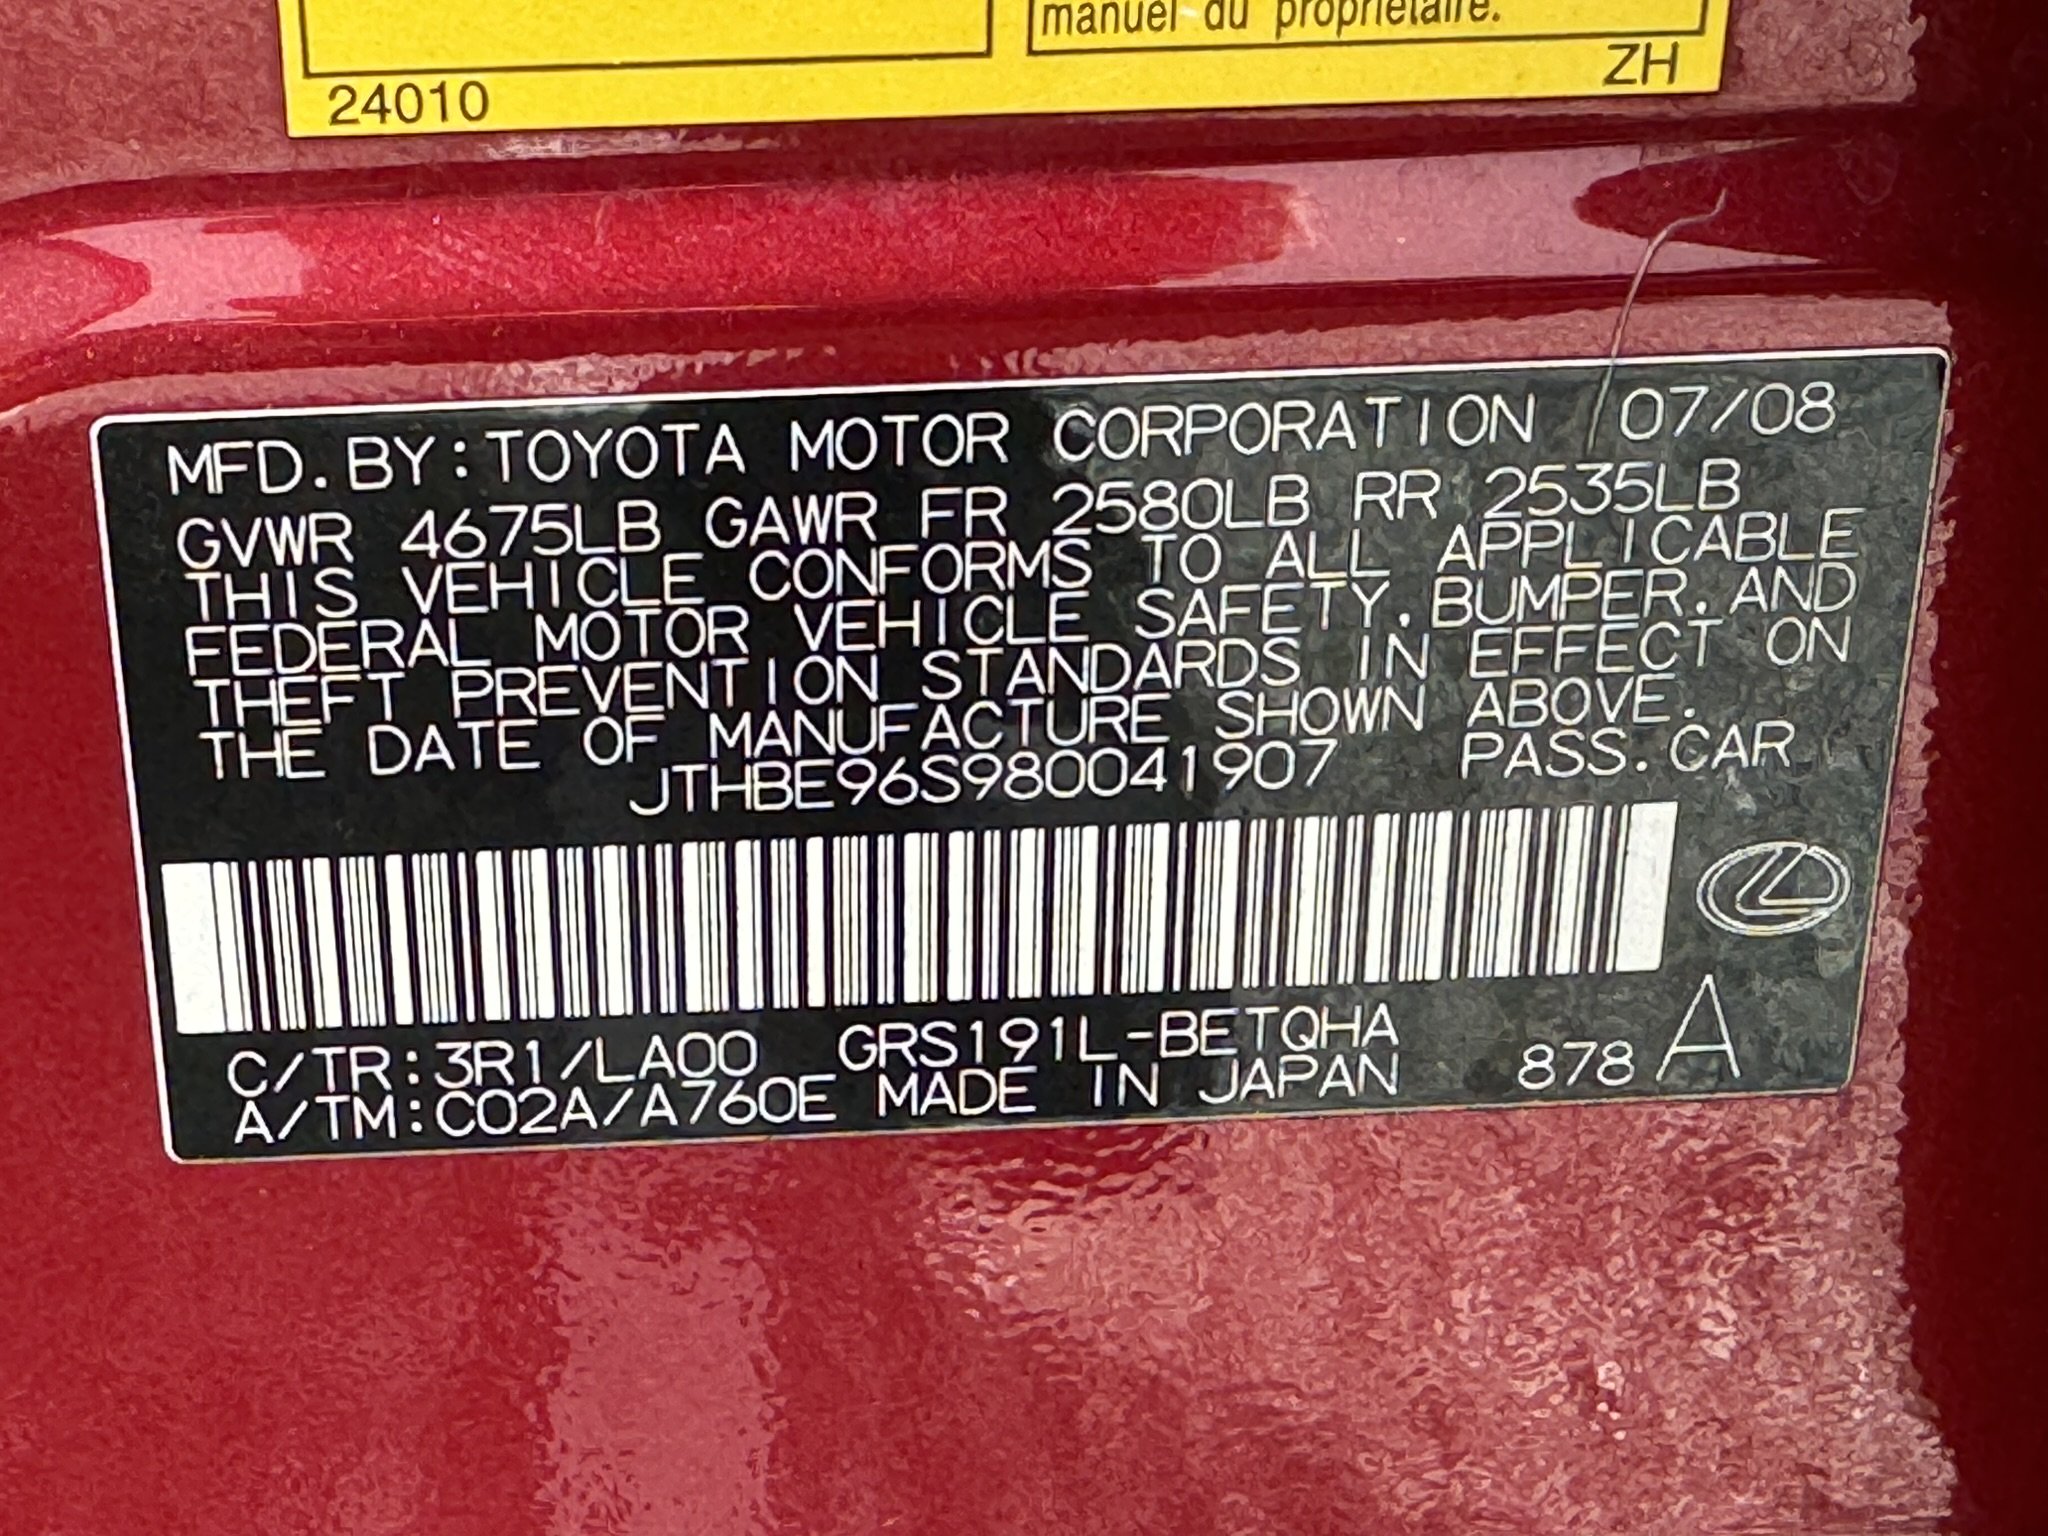 manuel du propriétaire.
24010
ZH
MFD. BY: TOYOTA MOTOR CORPORATION 07/08
GVWR 4675LB GAWR FR 2580LB RR 2535LB
THIS VEHICLE CONFORMS TO ALL APPLICABLE
FEDERAL MOTOR VEHICLE SAFETY, BUMPER, AND
THEFT PREVENTION STANDARDS IN EFFECT ON
THE DATE OF MANUFACTURE SHOWN ABOVE.
JTHBE96S980041907 PASS. CAR
C/TR:3R1/LA00 GRS191L-BETQHA
A/TM:C02A/A760E MADE IN JAPAN 878 A